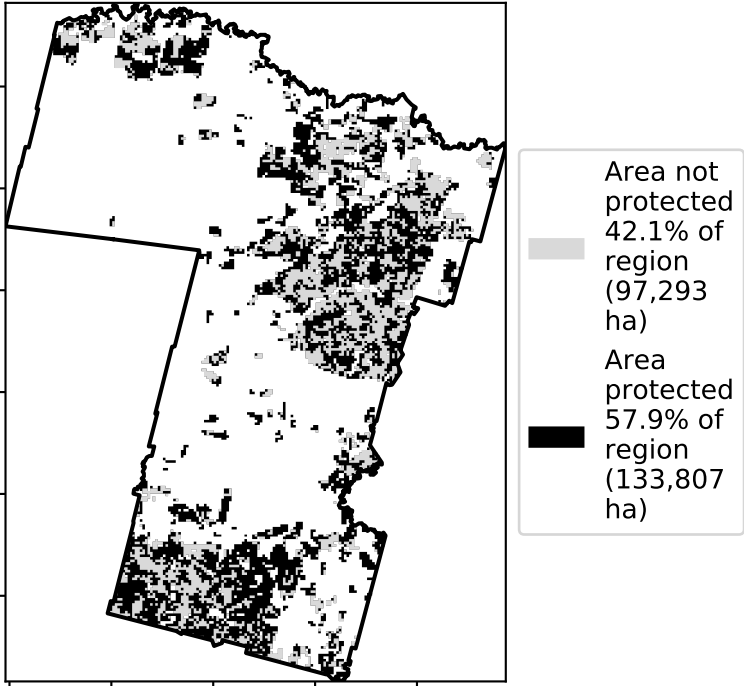 Area not
protected
42.1% of
region
(97,293
ha)
Area
protected
57.9% of
region
(133,807
ha)